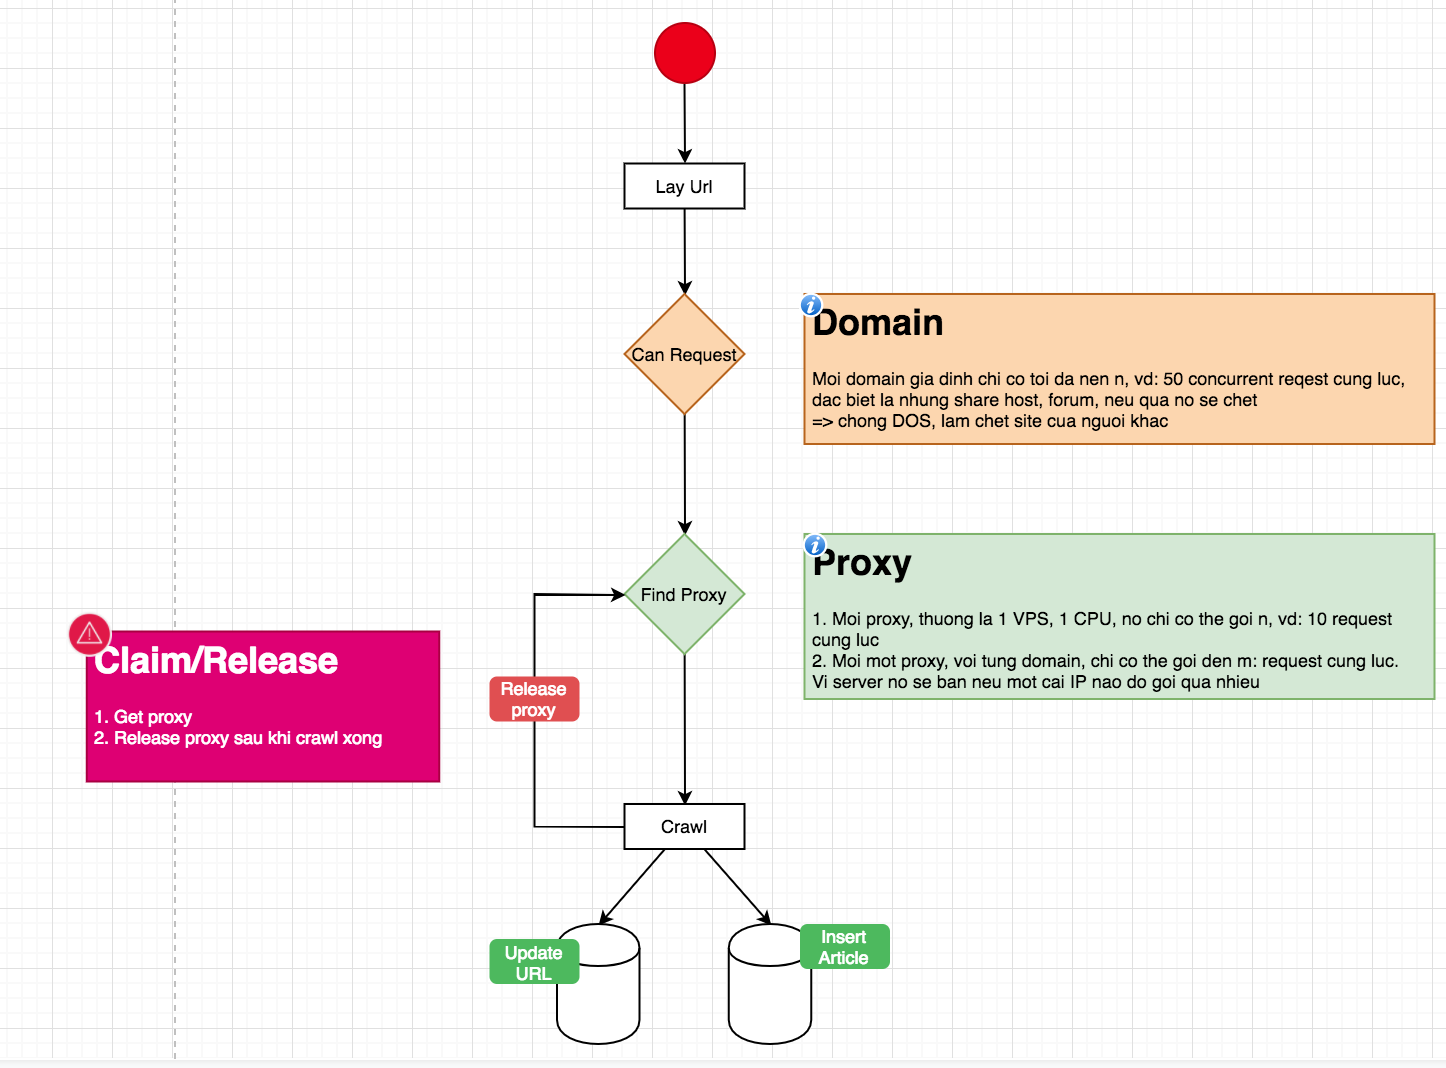 Lay Url
Can Request
Domain
Moi domain gia dinh chi co toi da nen n, vd: 50 concurrent reqest cung luc,
dac biet la nhung share host, forum, neu qua no se chet
=> chong DOS, lam chet site cua nguoi khac
Find Proxy
Proxy
1. Moi proxy, thuong la 1 VPS, 1 CPU, no chi co the goi n, vd: 10 request
cung luc
2. Moi mot proxy, voi tung domain, chi co the goi den m: request cung luc.
Vi server no se ban neu mot cai IP nao do goi qua nhieu
Claim/Release
1. Get proxy
2. Release proxy sau khi crawl xong
Release
proxy
Crawl
Update
URL
Insert
Article